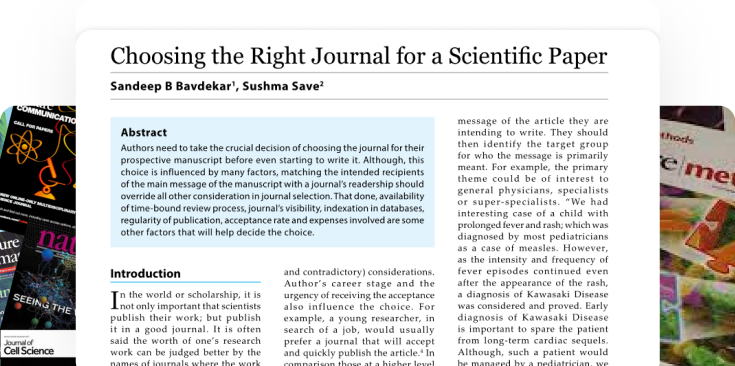 Choosing the Right Journal for a Scientific Paper
Sandeep B Bavdekar¹, Sushma Save²
Abstract
Authors need to take the crucial decision of choosing the journal for their
prospective manuscript before even starting to write it. Although, this
choice is influenced by many factors, matching the intended recipients
of the main message of the manuscript with a journal's readership should
override all other consideration in journal selection. That done, availability
of time-bound review process, journal's visibility, indexation in databases,
regularity of publication, acceptance rate and expenses involved are some
other factors that will help decide the choice.
Introduction
In the world or scholarship, it is
not only important that scientists
publish their work; but publish
it in a good journal. It is often
said the worth of one's research
work can be judged better by the
names of journals where the work
and contradictory) considerations.
Author's career stage and the
urgency of receiving the acceptance
also influence the choice. For
example, a young researcher, in
search of a job, would usually
prefer a journal that will accept
and quickly publish the article.⁴ In
comparison those at a higher level
message of the article they are
intending to write. They should
then identify the target group
for who the message is primarily
meant. For example, the primary
theme could be of interest to
general physicians, specialists
or super-specialists. “We had
interesting case of a child with
prolonged fever and rash; which was
diagnosed by most pediatricians
as a case of measles. However,
as the intensity and frequency of
fever episodes continued even
after the appearance of the rash,
a diagnosis of Kawasaki Disease
was considered and proved. Early
diagnosis of Kawasaki Disease
is important to spare the patient
from long-term cardiac sequels.
Although, such a patient would
be managed by a pediatrician, we
COMMUNICATIO
CALL FOR PAPERS
nat
SEEING THE
Journal of
Cell Science
thods
re
met